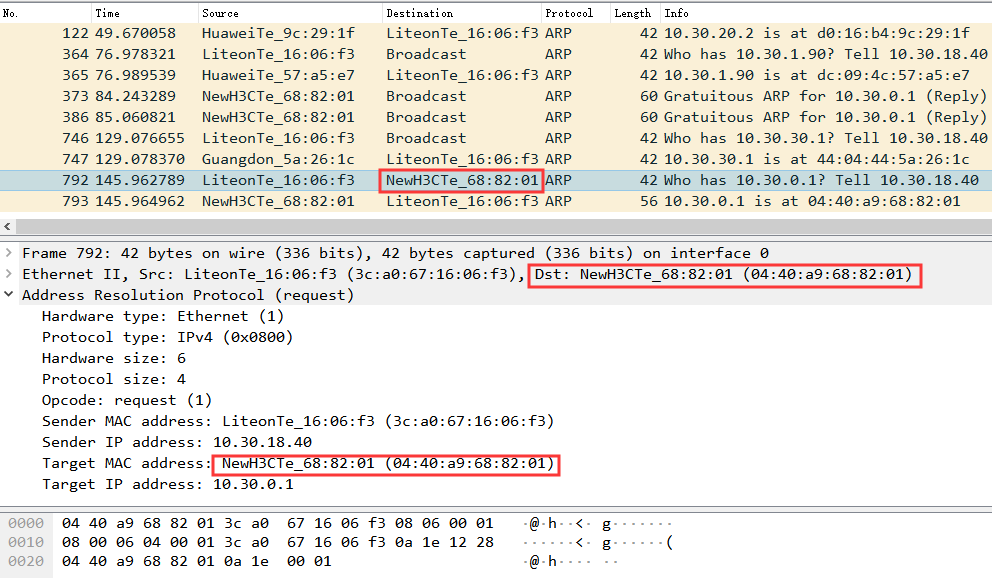 No. Time Source Destination Protocol Length Info
122 49.670058 HuaweiTe_9c:29:1f LiteonTe_16:06:f3 ARP 42 10.30.20.2 is at d0:16:b4:9c:29:1f
364 76.978321 LiteonTe_16:06:f3 Broadcast ARP 42 Who has 10.30.1.90? Tell 10.30.18.40
365 76.989539 HuaweiTe_57:a5:e7 LiteonTe_16:06:f3 ARP 42 10.30.1.90 is at dc:09:4c:57:a5:e7
373 84.243289 NewH3CTe_68:82:01 Broadcast ARP 60 Gratuitous ARP for 10.30.0.1 (Reply)
386 85.060821 NewH3CTe_68:82:01 Broadcast ARP 60 Gratuitous ARP for 10.30.0.1 (Reply)
746 129.076655 LiteonTe_16:06:f3 Broadcast ARP 42 Who has 10.30.30.1? Tell 10.30.18.40
747 129.078370 Guangdon_5a:26:1c LiteonTe_16:06:f3 ARP 42 10.30.30.1 is at 44:04:44:5a:26:1c
792 145.962789 LiteonTe_16:06:f3 NewH3CTe_68:82:01 ARP 42 Who has 10.30.0.1? Tell 10.30.18.40
793 145.964962 NewH3CTe_68:82:01 LiteonTe_16:06:f3 ARP 56 10.30.0.1 is at 04:40:a9:68:82:01
Frame 792: 42 bytes on wire (336 bits), 42 bytes captured (336 bits) on interface 0
Ethernet II, Src: LiteonTe_16:06:f3 (3c:a0:67:16:06:f3), Dst: NewH3CTe_68:82:01 (04:40:a9:68:82:01)
Address Resolution Protocol (request)
Hardware type: Ethernet (1)
Protocol type: IPv4 (0x0800)
Hardware size: 6
Protocol size: 4
Opcode: request (1)
Sender MAC address: LiteonTe_16:06:f3 (3c:a0:67:16:06:f3)
Sender IP address: 10.30.18.40
Target MAC address: NewH3CTe_68:82:01 (04:40:a9:68:82:01)
Target IP address: 10.30.0.1
0000 04 40 a9 68 82 01 3c a0 67 16 06 f3 08 06 00 01 ·@·h··<· g·······
0010 08 00 06 04 00 01 3c a0 67 16 06 f3 0a 1e 12 28 ······<· g······(
0020 04 40 a9 68 82 01 0a 1e 00 01 ·@·h···· ··